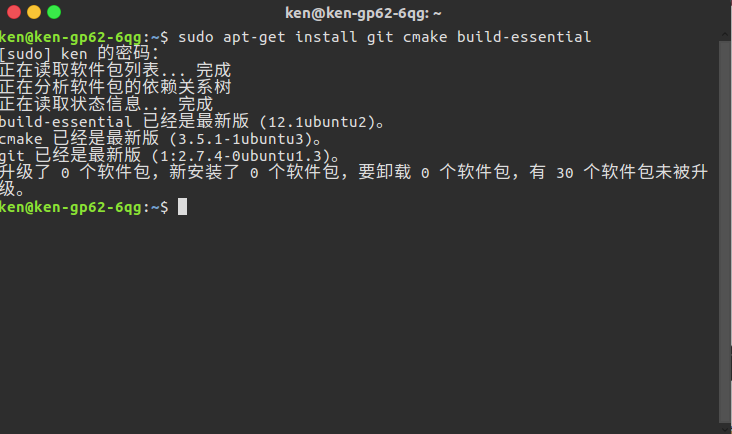 ken@ken-gp62-6qg: ~
ken@ken-gp62-6qg:~$ sudo apt-get install git cmake build-essential
[sudo] ken 的密码：
正在读取软件包列表... 完成
正在分析软件包的依赖关系树
正在读取状态信息... 完成
build-essential 已经是最新版 (12.1ubuntu2)。
cmake 已经是最新版 (3.5.1-1ubuntu3)。
git 已经是最新版 (1:2.7.4-0ubuntu1.3)。
升级了 0 个软件包，新安装了 0 个软件包，要卸载 0 个软件包，有 30 个软件包未被升
级。
ken@ken-gp62-6qg:~$